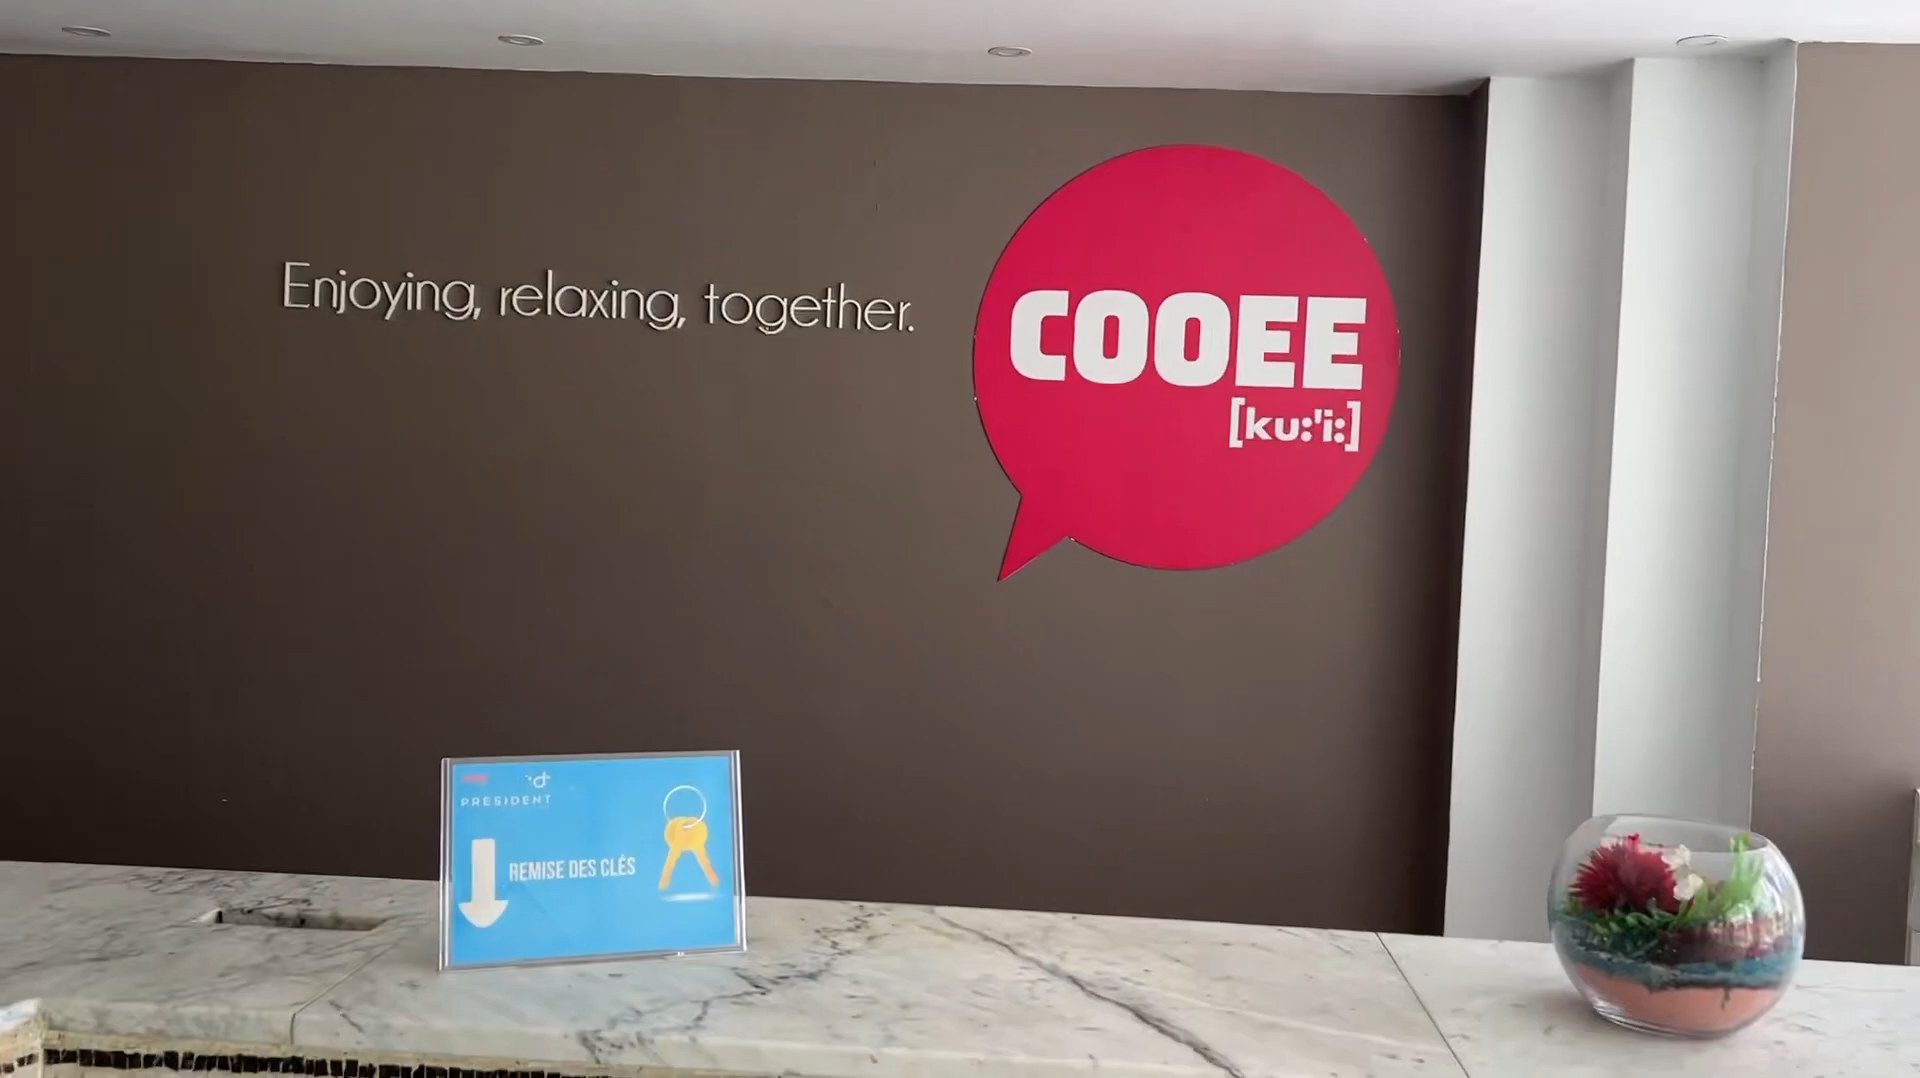 Enjoying, relaxing, together.
COOEE
[ku:'i:]
PRESIDENT
REMISE DES CLÉS